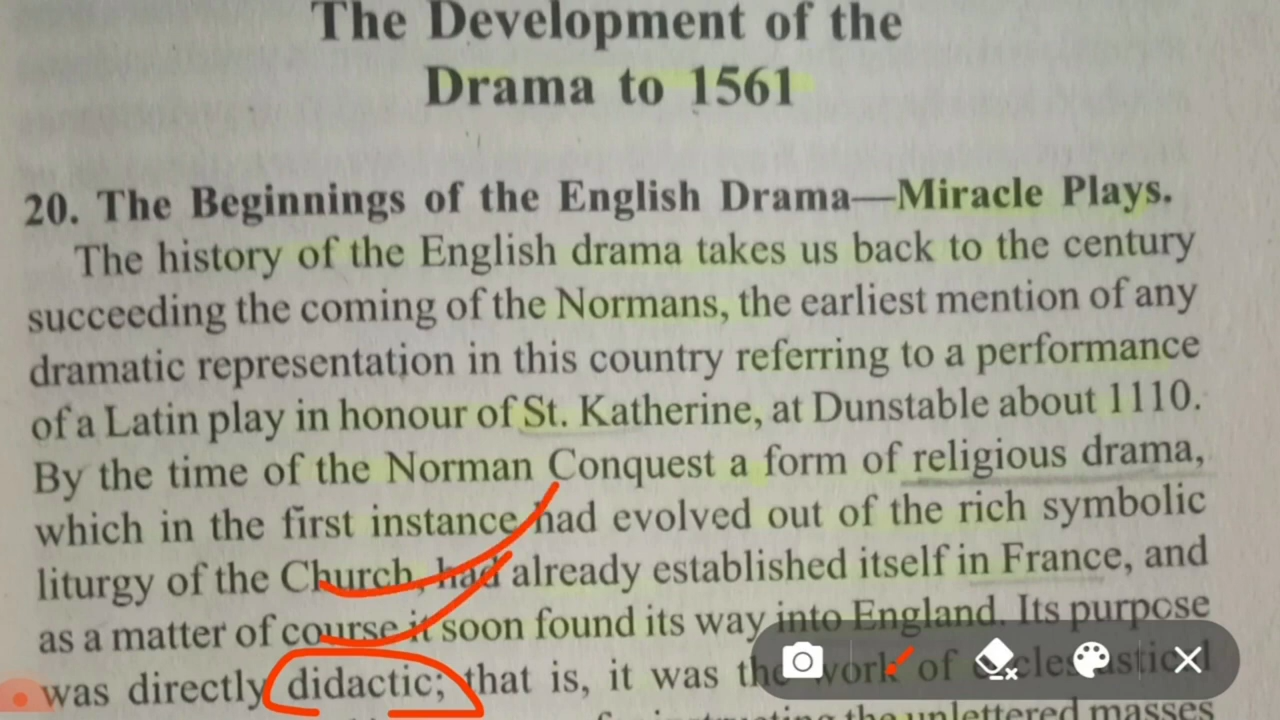 The Development of the
Drama to 1561
20. The Beginnings of the English Drama—Miracle Plays.
The history of the English drama takes us back to the century
succeeding the coming of the Normans, the earliest mention of any
dramatic representation in this country referring to a performance
of a Latin play in honour of St. Katherine, at Dunstable about 1110.
By the time of the Norman Conquest a form of religious drama,
which in the first instance had evolved out of the rich symbolic
liturgy of the Church, had already established itself in France, and
as a matter of course it soon found its way into England. Its purpose
was directly didactic; that is, it was the work of ecclesiastical
the unlettered masses